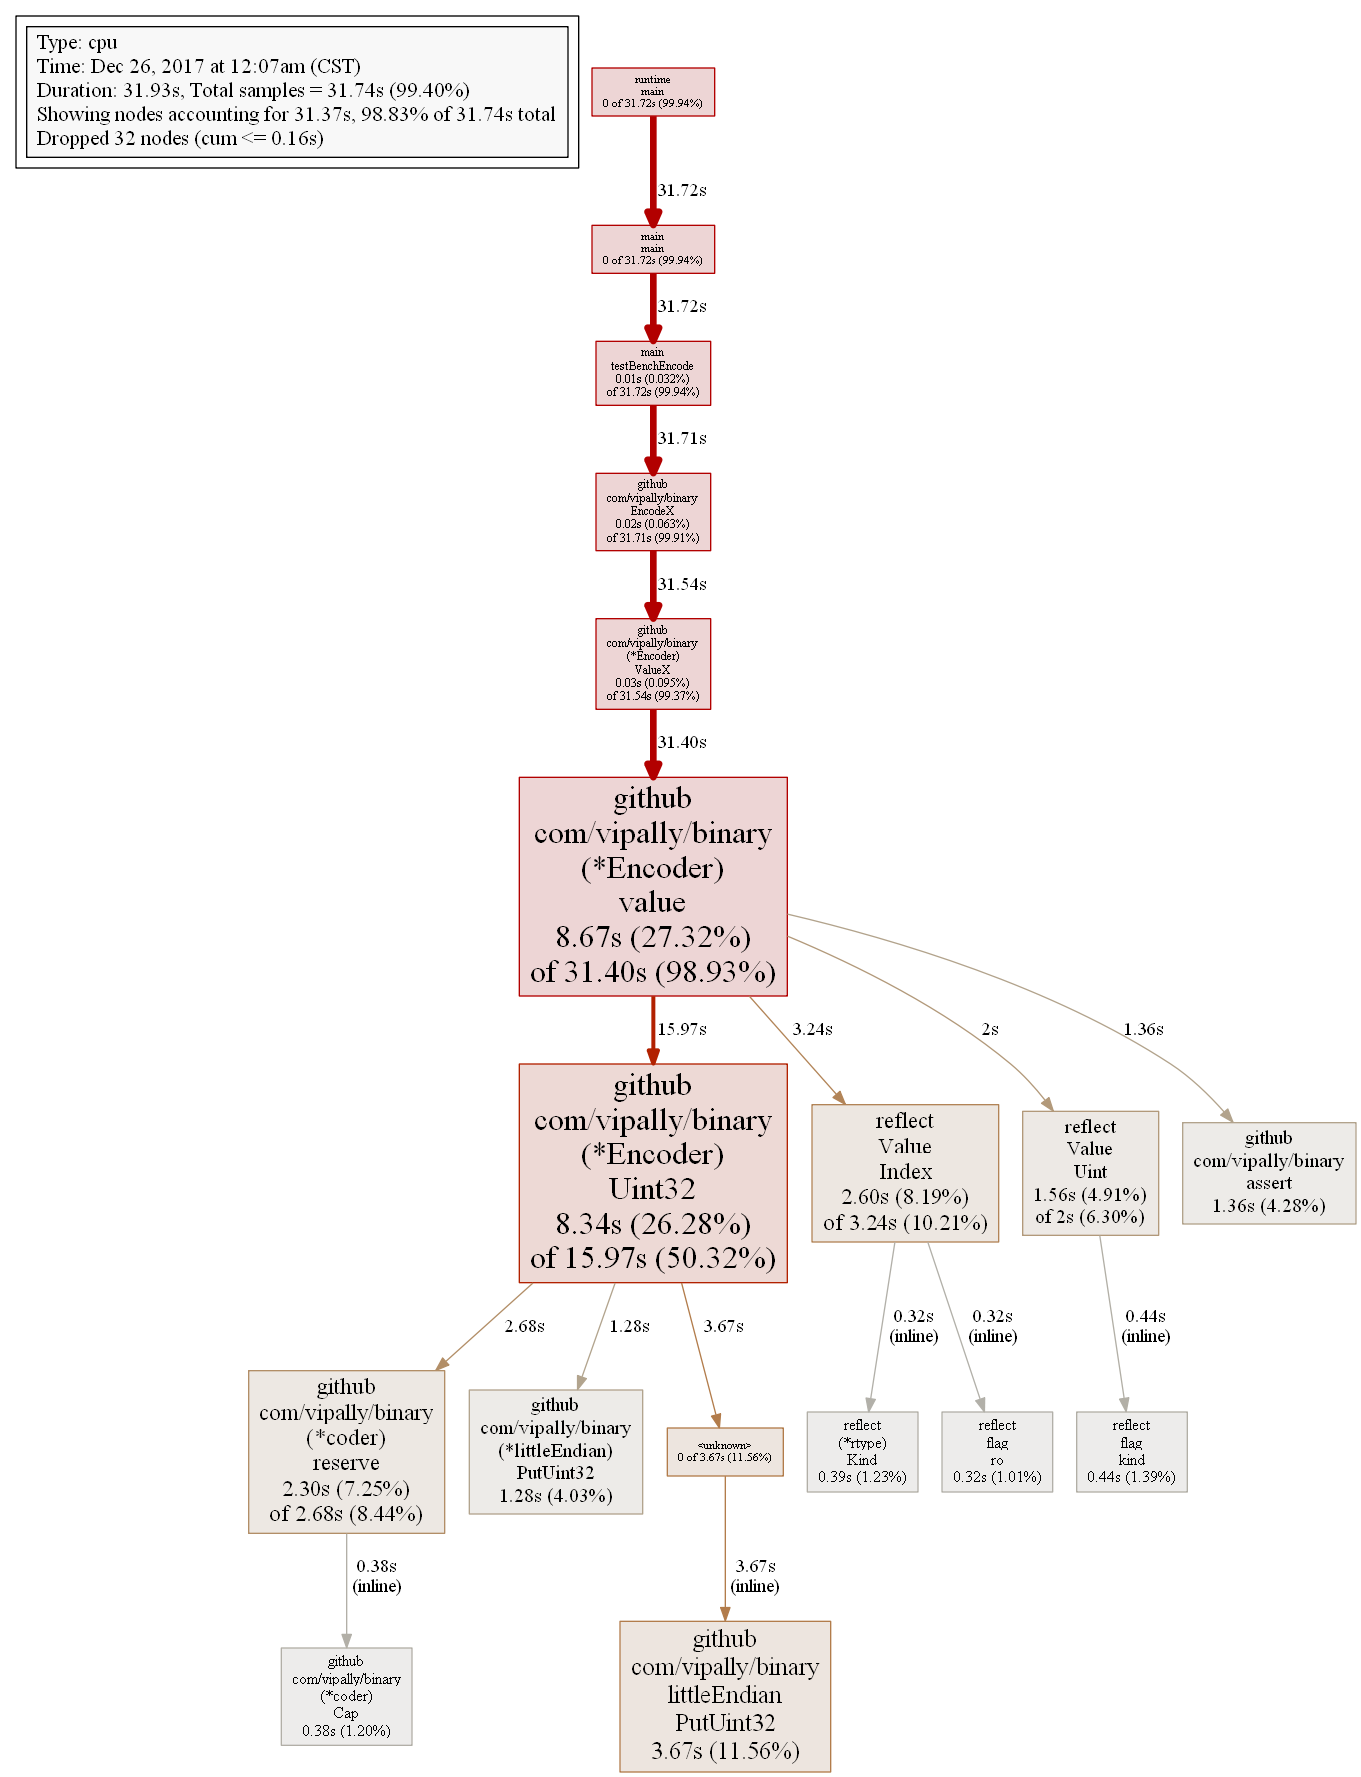 Type: cpu
Time: Dec 26, 2017 at 12:07am (CST)
Duration: 31.93s, Total samples = 31.74s (99.40%)
Showing nodes accounting for 31.37s, 98.83% of 31.74s total
Dropped 32 nodes (cum <= 0.16s)
runtime
main
0 of 31.72s (99.94%)
31.72s
main
main
0 of 31.72s (99.94%)
31.72s
main
testBenchEncode
0.01s (0.032%)
of 31.72s (99.94%)
31.71s
github
com/vipally/binary
EncodeX
0.02s (0.063%)
of 31.71s (99.91%)
31.54s
github
com/vipally/binary
(*Encoder)
ValueX
0.03s (0.095%)
of 31.54s (99.37%)
31.40s
github
com/vipally/binary
(*Encoder)
value
8.67s (27.32%)
of 31.40s (98.93%)
15.97s
3.24s
2s
1.36s
github
com/vipally/binary
(*Encoder)
Uint32
8.34s (26.28%)
of 15.97s (50.32%)
reflect
Value
Index
2.60s (8.19%)
of 3.24s (10.21%)
reflect
Value
Uint
1.56s (4.91%)
of 2s (6.30%)
github
com/vipally/binary
assert
1.36s (4.28%)
2.68s
1.28s
3.67s
0.32s
(inline)
0.32s
(inline)
0.44s
(inline)
github
com/vipally/binary
(*coder)
reserve
2.30s (7.25%)
of 2.68s (8.44%)
github
com/vipally/binary
(*littleEndian)
PutUint32
1.28s (4.03%)
<unknown>
0 of 3.67s (11.56%)
reflect
(*rtype)
Kind
0.39s (1.23%)
reflect
flag
ro
0.32s (1.01%)
reflect
flag
kind
0.44s (1.39%)
0.38s
(inline)
3.67s
(inline)
github
com/vipally/binary
(*coder)
Cap
0.38s (1.20%)
github
com/vipally/binary
littleEndian
PutUint32
3.67s (11.56%)